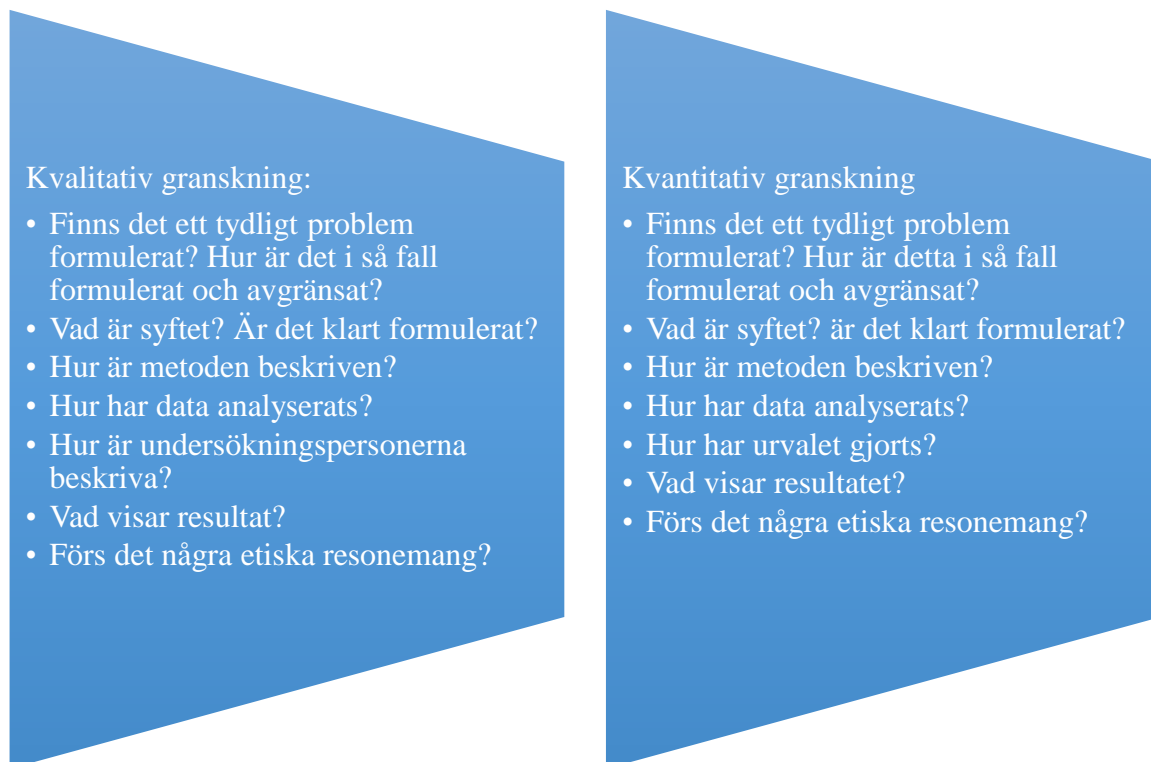 Kvalitativ granskning:
• Finns det ett tydligt problem
formulerat? Hur är det i så fall
formulerat och avgränsat?
• Vad är syftet? Är det klart formulerat?
• Hur är metoden beskriven?
• Hur har data analyserats?
• Hur är undersökningspersonerna
beskriva?
• Vad visar resultat?
• Förs det några etiska resonemang?
Kvantitativ granskning
• Finns det ett tydligt problem
formulerat? Hur är detta i så fall
formulerat och avgränsat?
• Vad är syftet? är det klart formulerat?
• Hur är metoden beskriven?
• Hur har data analyserats?
• Hur har urvalet gjorts?
• Vad visar resultatet?
• Förs det några etiska resonemang?